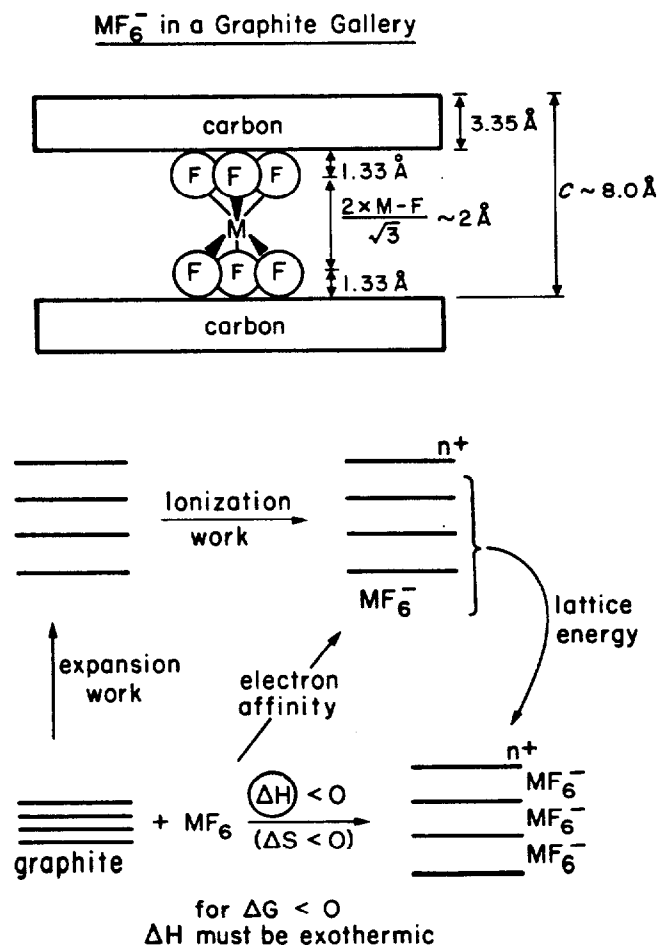 MF6⁻ in a Graphite Gallery
carbon
3.35 Å
F F F
1.33 Å
M
2 × M-F
√3
~2 Å
c ~ 8.0 Å
F F F
1.33 Å
carbon
n+
Ionization
work
MF6⁻
lattice
energy
expansion
work
electron
affinity
n+
MF6⁻
MF6⁻
MF6⁻
graphite
+ MF6
ΔH < 0
(ΔS < 0)
for ΔG < 0
ΔH must be exothermic